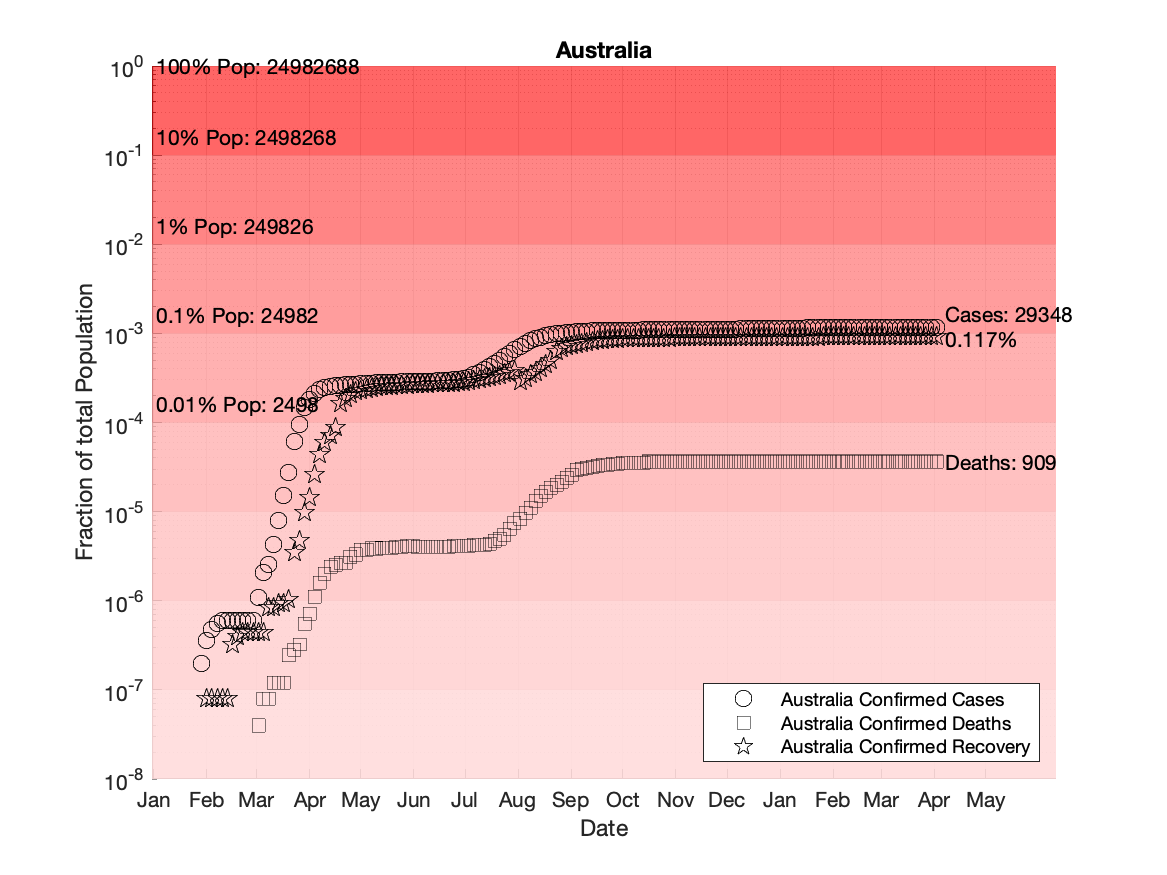 Australia
10^0
100% Pop: 24982688
10% Pop: 2498268
10^-1
1% Pop: 249826
10^-2
0.1% Pop: 24982
Cases: 29348
10^-3
0.117%
0.01% Pop: 2498
10^-4
Deaths: 909
10^-5
10^-6
10^-7
10^-8
Fraction of total Population
Australia Confirmed Cases
Australia Confirmed Deaths
Australia Confirmed Recovery
Jan Feb Mar Apr May Jun Jul Aug Sep Oct Nov Dec Jan Feb Mar Apr May
Date